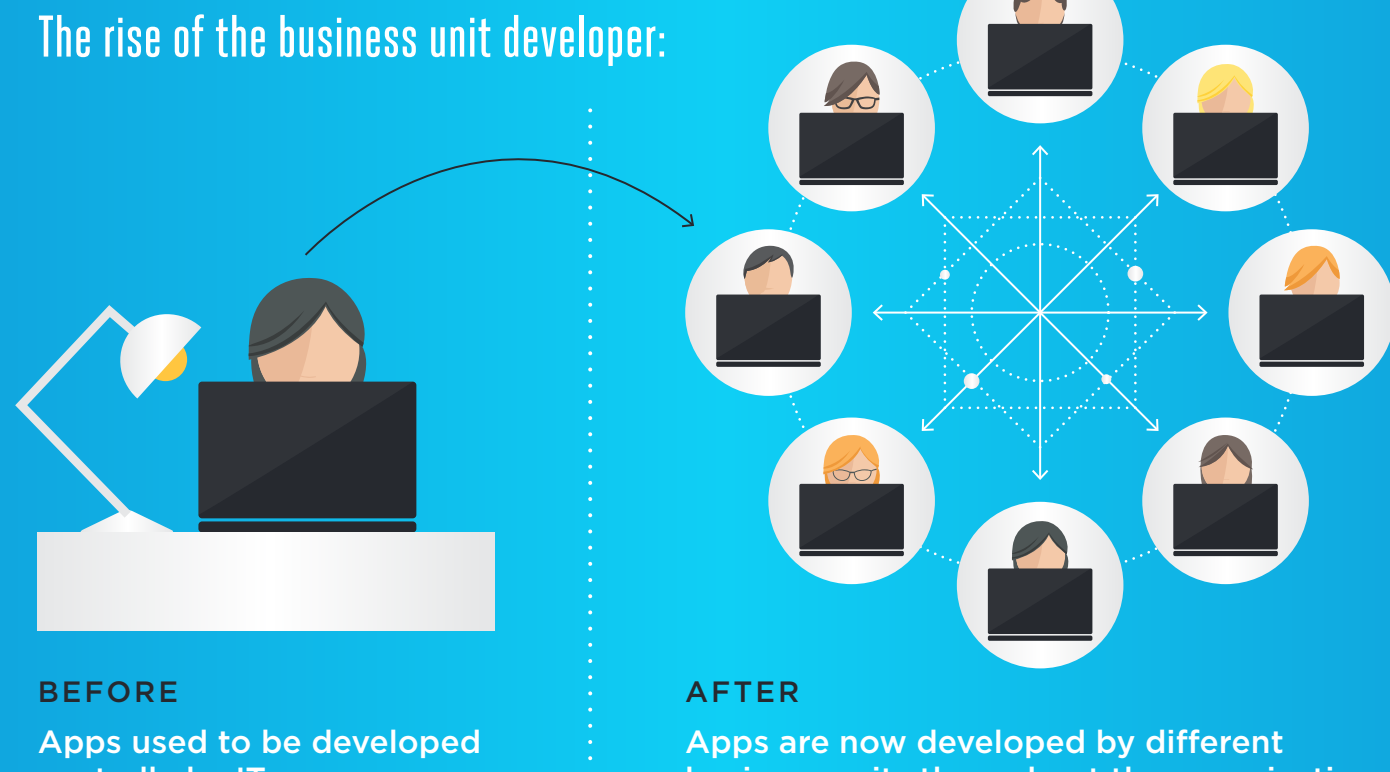 The rise of the business unit developer:
BEFORE
Apps used to be developed
AFTER
Apps are now developed by different